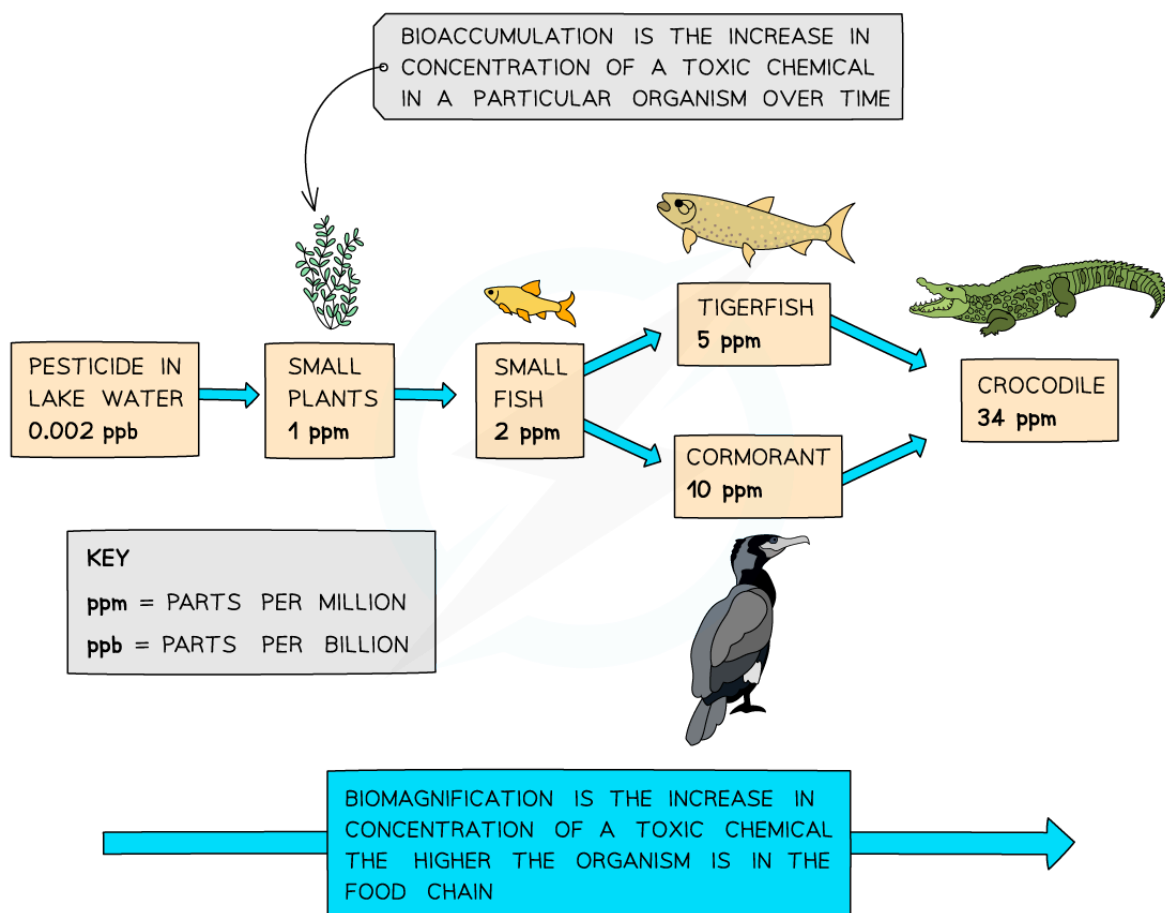 BIOACCUMULATION IS THE INCREASE IN
CONCENTRATION OF A TOXIC CHEMICAL
IN A PARTICULAR ORGANISM OVER TIME
PESTICIDE IN
LAKE WATER
0.002 ppb
SMALL
PLANTS
1 ppm
SMALL
FISH
2 ppm
TIGERFISH
5 ppm
CORMORANT
10 ppm
CROCODILE
34 ppm
KEY
ppm = PARTS PER MILLION
ppb = PARTS PER BILLION
BIOMAGNIFICATION IS THE INCREASE IN
CONCENTRATION OF A TOXIC CHEMICAL
THE HIGHER THE ORGANISM IS IN THE
FOOD CHAIN